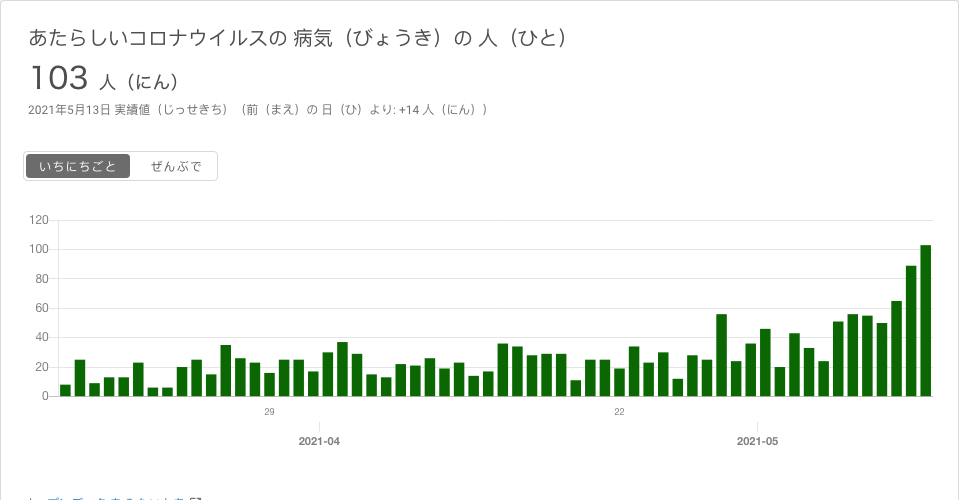 あたらしいコロナウイルスの 病気（びょうき）の 人（ひと）
103 人（にん）
2021年5月13日 実績値（じっせきち）（前（まえ）の 日（ひ）より: +14 人（にん））
いちにちごと ぜんぶで
120
100
80
60
40
20
0
29 22
2021-04 2021-05